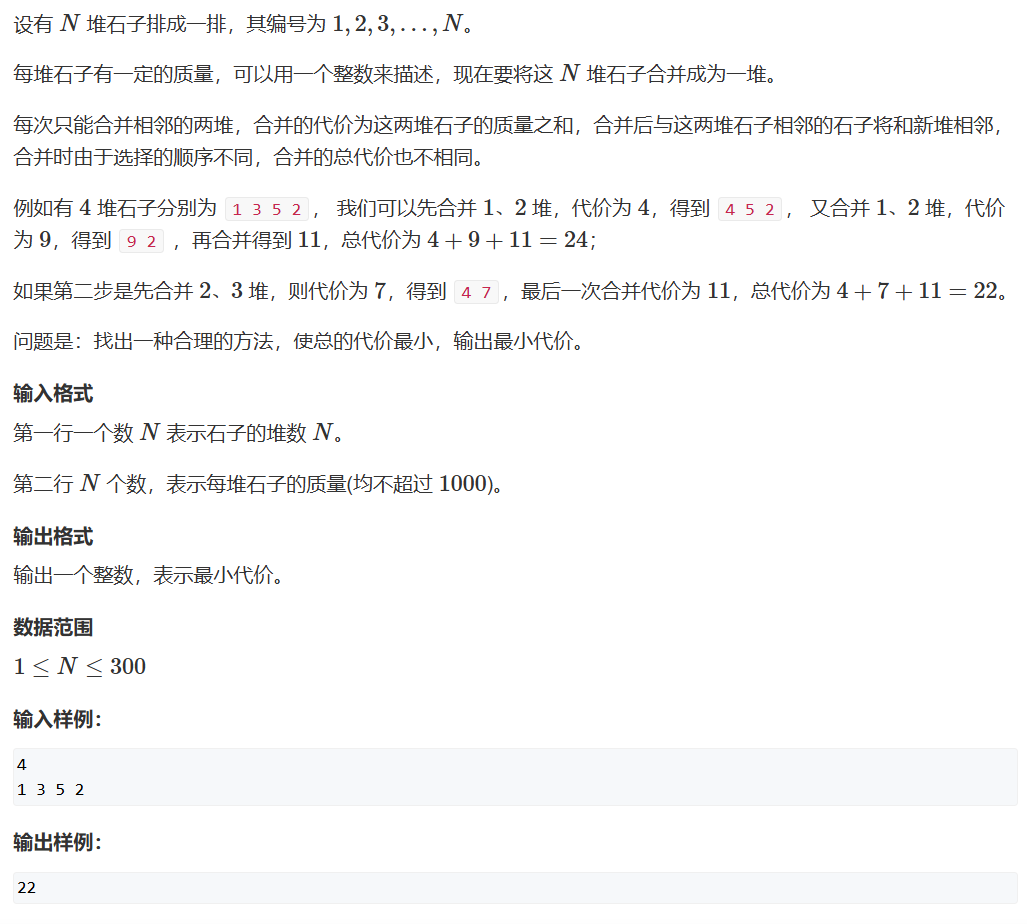 设有 N 堆石子排成一排，其编号为 1,2,3,…,N。
每堆石子有一定的质量，可以用一个整数来描述，现在要将这 N 堆石子合并成为一堆。
每次只能合并相邻的两堆，合并的代价为这两堆石子的质量之和，合并后与这两堆石子相邻的石子将和新堆相邻，
合并时由于选择的顺序不同，合并的总代价也不相同。
例如有 4 堆石子分别为 1 3 5 2， 我们可以先合并 1、2 堆，代价为 4，得到 4 5 2， 又合并 1、2 堆，代价
为 9，得到 9 2 ，再合并得到 11，总代价为 4+9+11=24；
如果第二步是先合并 2、3 堆，则代价为 7，得到 4 7，最后一次合并代价为 11，总代价为 4+7+11=22。
问题是：找出一种合理的方法，使总的代价最小，输出最小代价。
输入格式
第一行一个数 N 表示石子的堆数 N。
第二行 N 个数，表示每堆石子的质量(均不超过 1000)。
输出格式
输出一个整数，表示最小代价。
数据范围
1≤N≤300
输入样例：
4
1 3 5 2
输出样例：
22